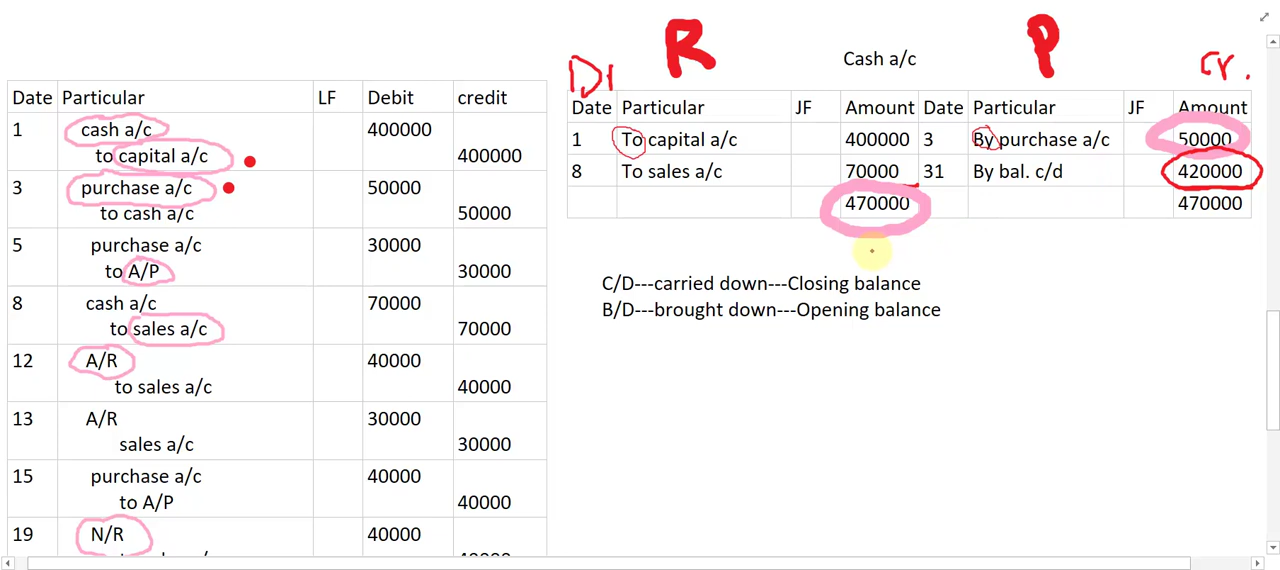 Date Particular LF Debit credit
1 cash a/c 400000
to capital a/c 400000
3 purchase a/c 50000
to cash a/c 50000
5 purchase a/c 30000
to A/P 30000
8 cash a/c 70000
to sales a/c 70000
12 A/R 40000
to sales a/c 40000
13 A/R 30000
sales a/c 30000
15 purchase a/c 40000
to A/P 40000
19 N/R 40000
R P
Cash a/c
Dr Cr.
Date Particular JF Amount Date Particular JF Amount
1 To capital a/c 400000 3 By purchase a/c 50000
8 To sales a/c 70000 31 By bal. c/d 420000
470000 470000
C/D---carried down---Closing balance
B/D---brought down---Opening balance